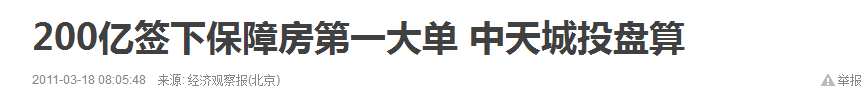 200亿签下保障房第一大单 中天城投盘算
2011-03-18 08:05:48 来源: 经济观察报(北京) 举报